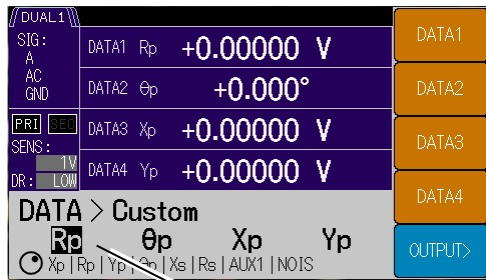 DUAL1
SIG:
A
AC
GND
PRI SEC
SENS:
1V
DR: LOW
DATA1 Rp +0.00000 V
DATA2 θp +0.000°
DATA3 Xp +0.00000 V
DATA4 Yp +0.00000 V
DATA > Custom
Rp θp Xp Yp
Xp | Rp | Yp | θp | Xs | Rs | AUX1 | NOIS
DATA1
DATA2
DATA3
DATA4
OUTPUT>